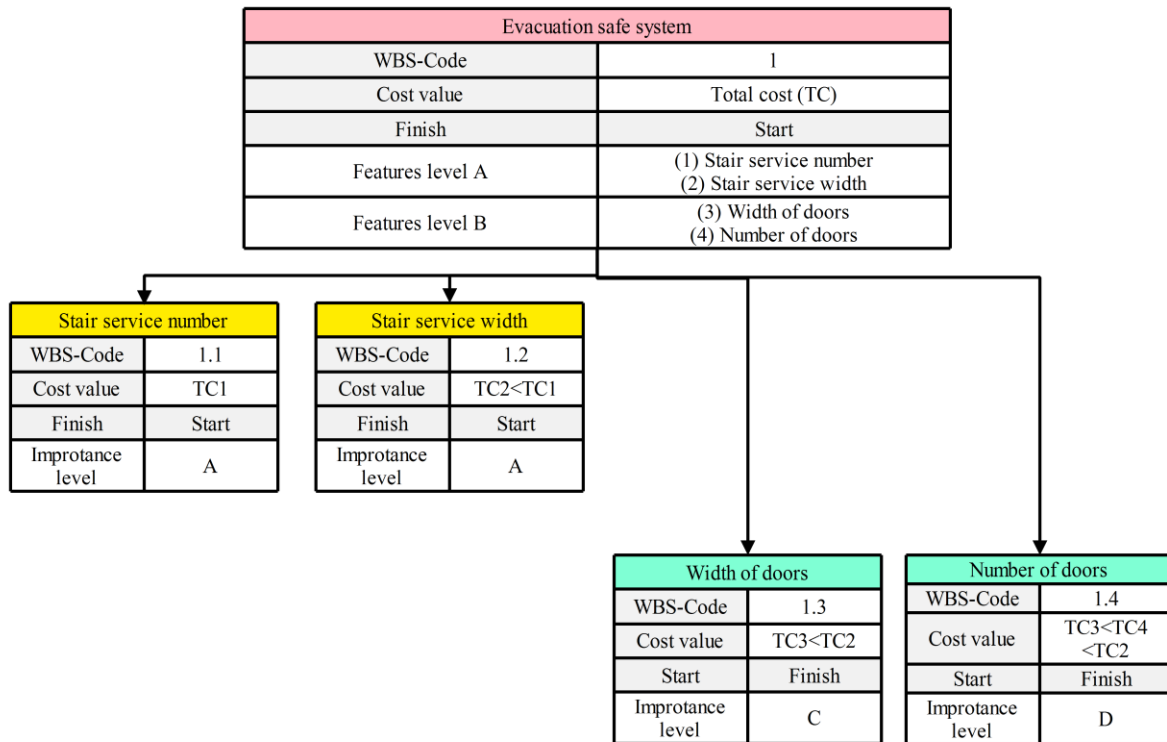 Evacuation safe system
WBS-Code 1
Cost value Total cost (TC)
Finish Start
Features level A (1) Stair service number
(2) Stair service width
Features level B (3) Width of doors
(4) Number of doors
Stair service number
WBS-Code 1.1
Cost value TC1
Finish Start
Improtance
level A
Stair service width
WBS-Code 1.2
Cost value TC2<TC1
Finish Start
Improtance
level A
Width of doors
WBS-Code 1.3
Cost value TC3<TC2
Start Finish
Improtance
level C
Number of doors
WBS-Code 1.4
Cost value TC3<TC4
<TC2
Start Finish
Improtance
level D